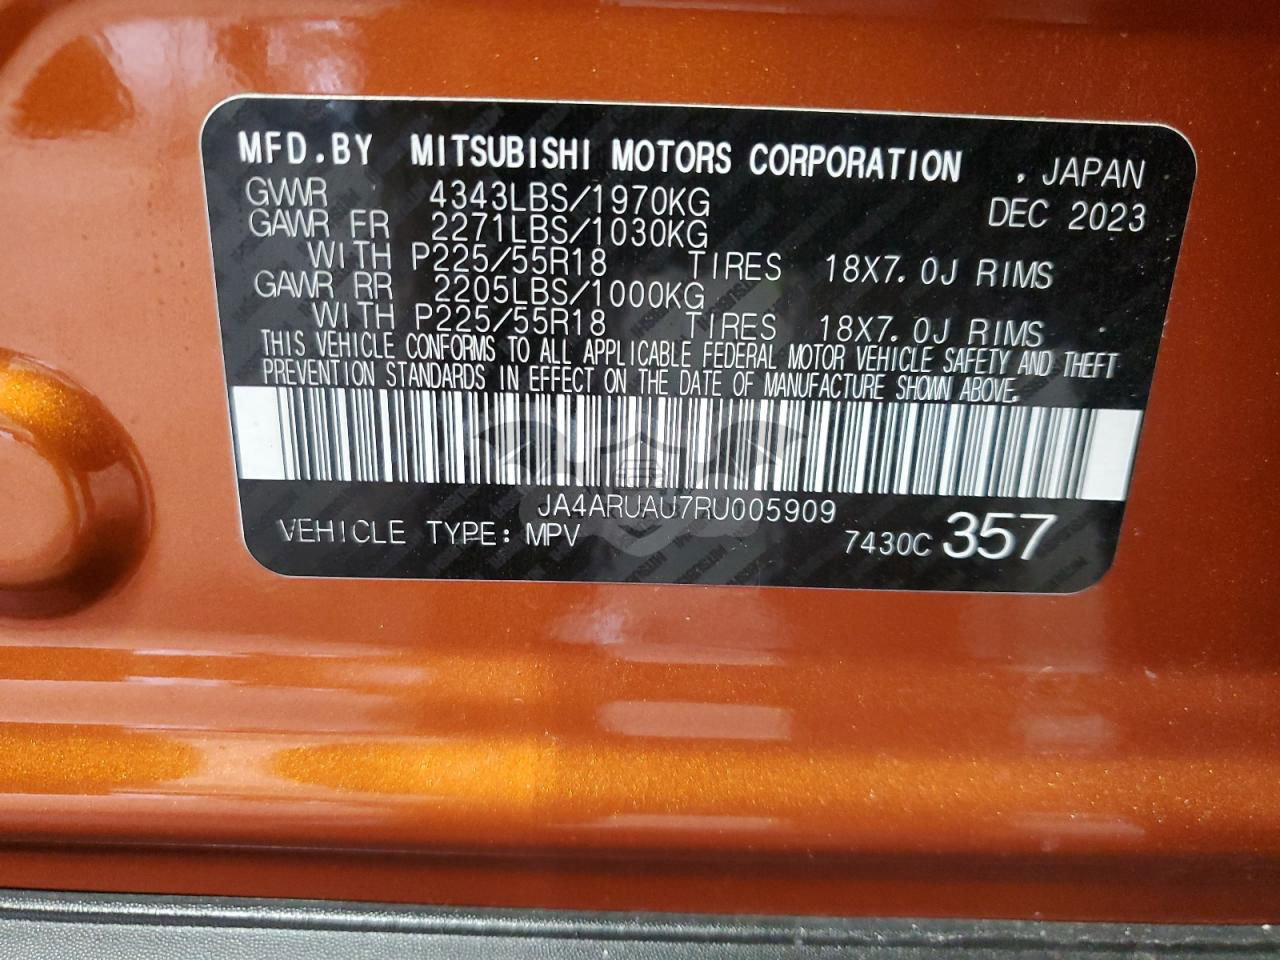 MFD.BY MITSUBISHI MOTORS CORPORATION . JAPAN
GVWR 4343LBS/1970KG DEC 2023
GAWR FR 2271LBS/1030KG
WITH P225/55R18 TIRES 18X7.0J RIMS
GAWR RR 2205LBS/1000KG
WITH P225/55R18 TIRES 18X7.0J RIMS
THIS VEHICLE CONFORMS TO ALL APPLICABLE FEDERAL MOTOR VEHICLE SAFETY AND THEFT
PREVENTION STANDARDS IN EFFECT ON THE DATE OF MANUFACTURE SHOWN ABOVE.
JA4ARUAU7RU005909
VEHICLE TYPE: MPV 7430C 357